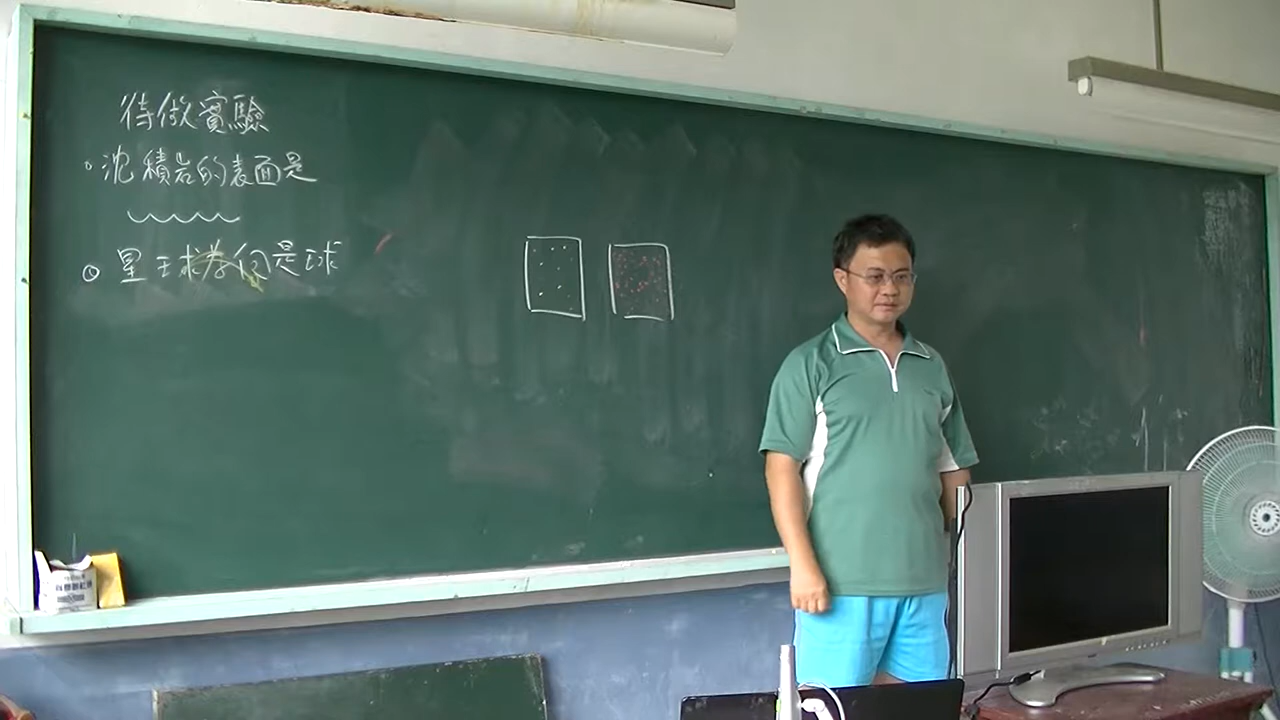 待做實驗
沈積岩的表面是
星球為何是球